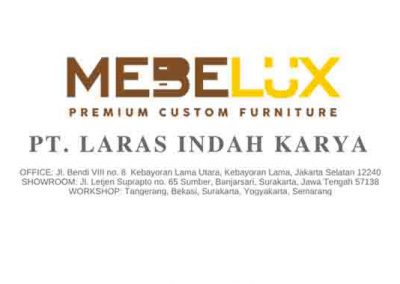 MEBELUX
PREMIUM CUSTOM FURNITURE
PT. LARAS INDAH KARYA
OFFICE: Jl. Bendi VIII no. 6 Kebayoran Lama Utara, Kebayoran Lama, Jakarta Selatan 12240
SHOWROOM: Jl. Letjen Suprapto no. 65 Sumber, Banjarsari, Surakarta, Jawa Tengah 57138
WORKSHOP: Tangerang, Bekasi, Surakarta, Yogyakarta, Semarang